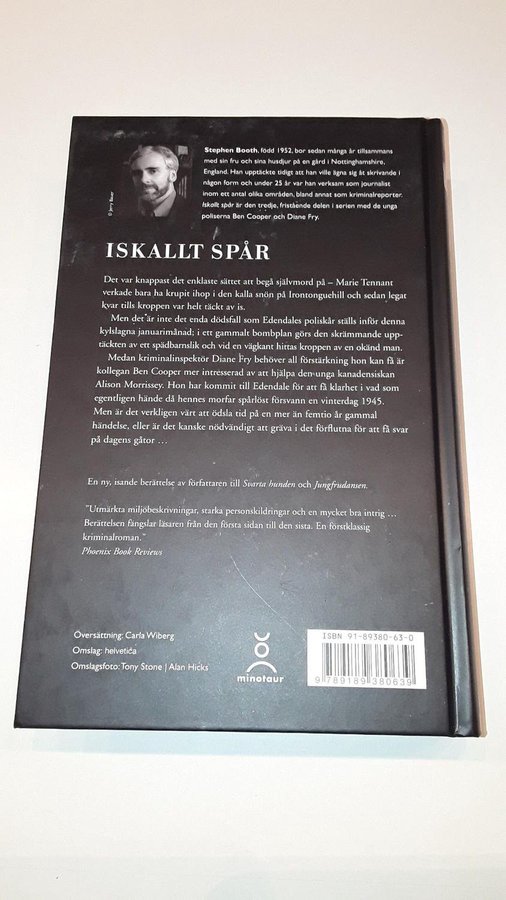 Stephen Booth, född 1952, bor sedan många år tillsammans
med sin fru och sina husdjur på en gård i Nottinghamshire,
England. Han upptäckte tidigt att han ville ägna sig åt skrivande i
någon form och under 25 år var han verksam som journalist
inom ett antal olika områden, bland annat som kriminalreporter.
Iskallt spår är den tredje, fristående delen i serien med de unga
poliserna Ben Cooper och Diane Fry.
© Jerry Bauer
ISKALLT SPÅR
Det var knappast det enklaste sättet att begå självmord på – Marie Tennant
verkade bara ha krupit ihop i den kalla snön på Irontonguehill och sedan legat
kvar tills kroppen var helt täckt av is.
Men det är inte det enda dödsfall som Edendales poliskår ställs inför denna
kylslagna januarimånad; i ett gammalt bombplan görs den skrämmande upp-
täckten av ett spädbarnslik och vid en vägkant hittas kroppen av en okänd man.
Medan kriminalinspektör Diane Fry behöver all förstärkning hon kan få är
kollegan Ben Cooper mer intresserad av att hjälpa den unga kanadensiskan
Alison Morrissey. Hon har kommit till Edendale för att få klarhet i vad som
egentligen hände då hennes morfar spårlöst försvann en vinterdag 1945.
Men är det verkligen värt att ödsla tid på en mer än femtio år gammal
händelse, eller är det kanske nödvändigt att gräva i det förflutna för att få svar
på dagens gåtor …
En ny, isande berättelse av författaren till Svarta hunden och Jungfrudansen.
"Utmärkta miljöbeskrivningar, starka personskildringar och en mycket bra intrig …
Berättelsen fängslar läsaren från den första sidan till den sista. En förstklassig
kriminalroman."
Phoenix Book Reviews
Översättning: Carla Wiberg
Omslag: helvetica
Omslagsfoto: Tony Stone | Alan Hicks
minotaur
ISBN 91-89380-63-0
9 789189 380639